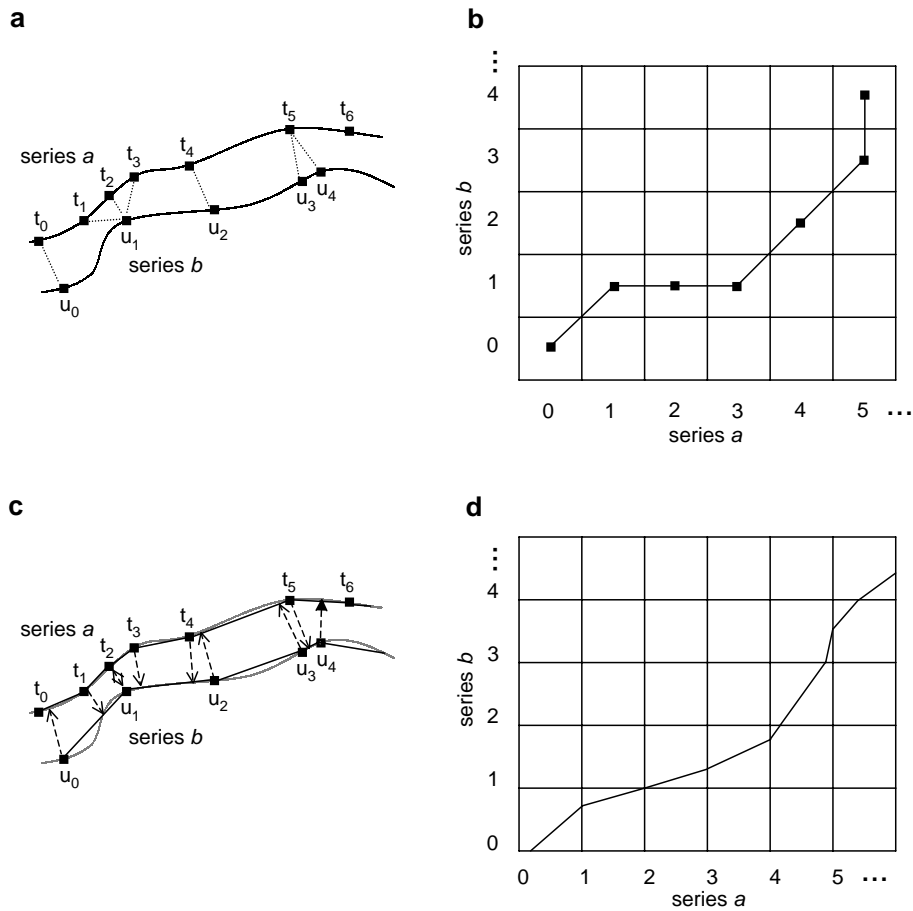 a
series a
t0 t1 t2 t3 t4 t5 t6
u0 u1 u2 u3 u4
series b
b
series b
⋮
4
3
2
1
0
0 1 2 3 4 5 ...
series a
c
series a
t0 t1 t2 t3 t4 t5 t6
u0 u1 u2 u3 u4
series b
d
series b
⋮
4
3
2
1
0
0 1 2 3 4 5 ...
series a